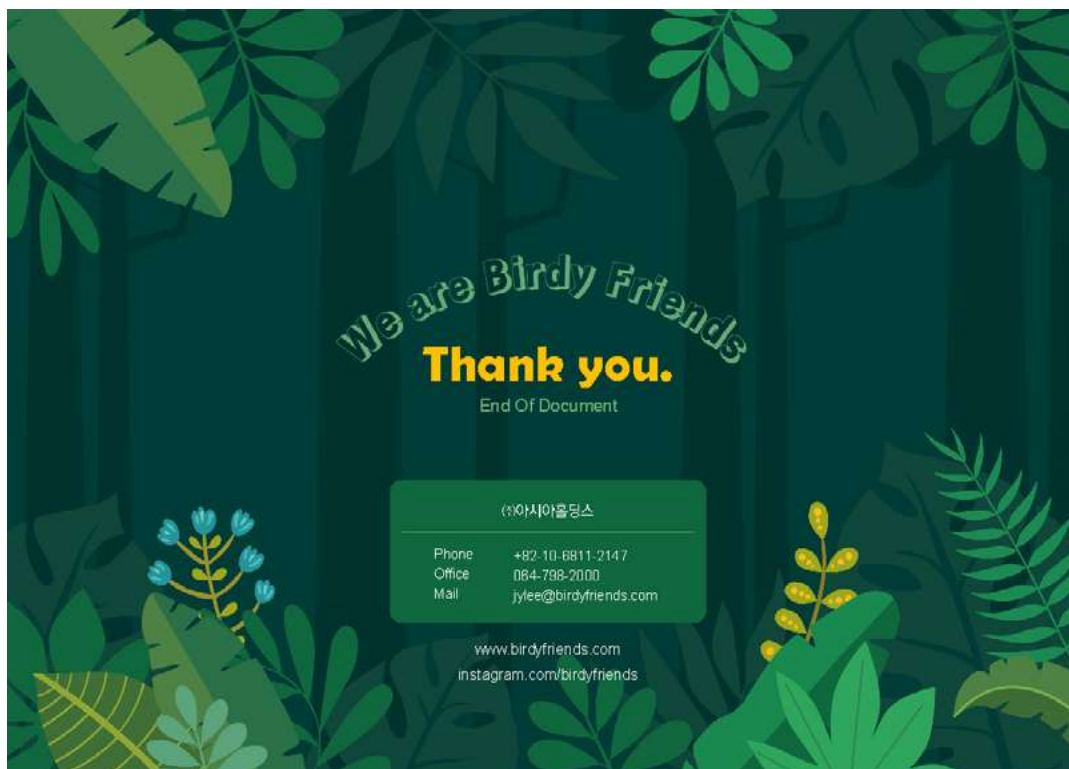 We are Birdy Friends
Thank you.
End Of Document
㈜아시아홀딩스
Phone +82-10-6811-2147
Office 064-798-2000
Mail jylee@birdyfriends.com
www.birdyfriends.com
instagram.com/birdyfriends